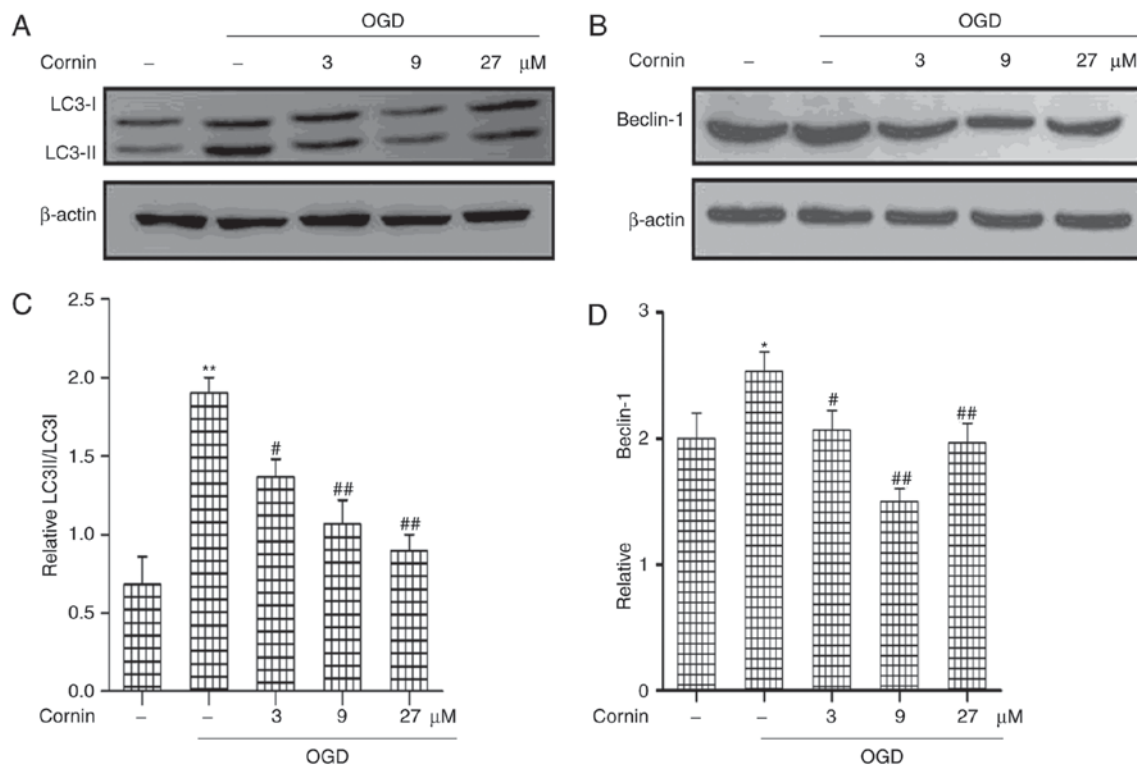 A
OGD
Cornin – – 3 9 27 μM
LC3-I
LC3-II
β-actin
B
OGD
Cornin – – 3 9 27 μM
Beclin-1
β-actin
C
Relative LC3II/LC3I
2.5
2.0
1.5
1.0
0.5
0.0
**
#
##
##
Cornin – – 3 9 27 μM
OGD
D
Relative Beclin-1
3
2
1
0
*
#
##
##
Cornin – – 3 9 27 μM
OGD